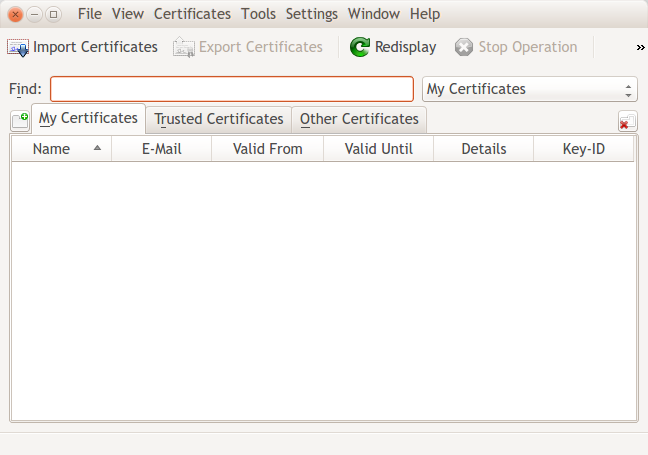 File View Certificates Tools Settings Window Help
Import Certificates Export Certificates Redisplay Stop Operation »
Find: My Certificates
My Certificates Trusted Certificates Other Certificates
Name E-Mail Valid From Valid Until Details Key-ID